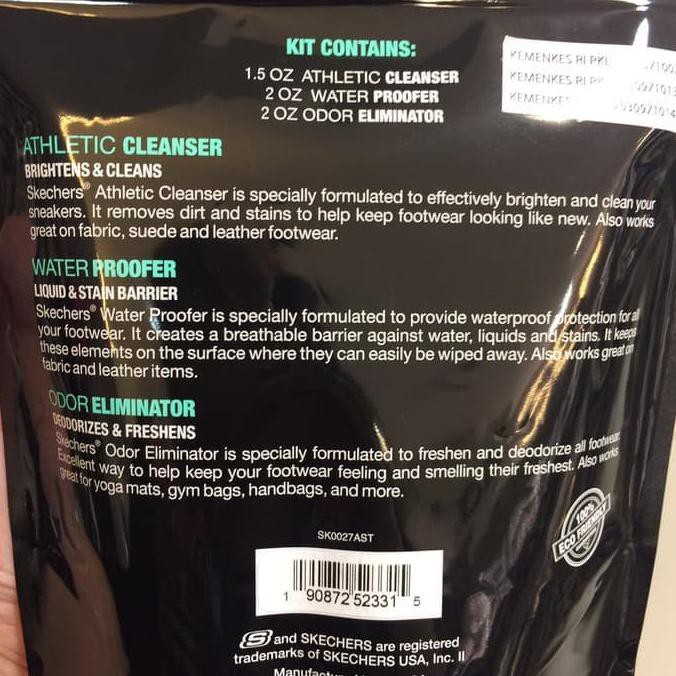 KIT CONTAINS:
1.5 OZ ATHLETIC CLEANSER
2 OZ WATER PROOFER
2 OZ ODOR ELIMINATOR
KEMENKES RI
KEMENKES RI
KEMENKES
ATHLETIC CLEANSER
BRIGHTENS & CLEANS
Skechers® Athletic Cleanser is specially formulated to effectively brighten and clean your
sneakers. It removes dirt and stains to help keep footwear looking like new. Also works
great on fabric, suede and leather footwear.
WATER PROOFER
LIQUID & STAIN BARRIER
Skechers® Water Proofer is specially formulated to provide waterproof protection for all
your footwear. It creates a breathable barrier against water, liquids and stains. It keeps
these elements on the surface where they can easily be wiped away. Also works great on
fabric and leather items.
ODOR ELIMINATOR
DEODORIZES & FRESHENS
Skechers® Odor Eliminator is specially formulated to freshen and deodorize all footwear.
Excellent way to help keep your footwear feeling and smelling their freshest. Also works
great for yoga mats, gym bags, handbags, and more.
100%
ECO FRIENDLY
SK0027AST
1 90872 52331 5
S and SKECHERS are registered
trademarks of SKECHERS USA, Inc. II